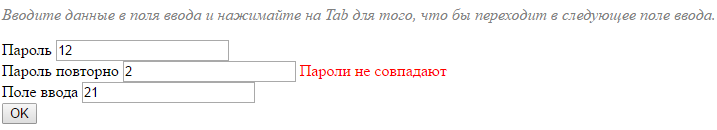 Вводите данные в поля ввода и нажимайте на Tab для того, что бы переходит в следующее поле ввода.
Пароль 12
Пароль повторно 2 Пароли не совпадают
Поле ввода 21
OK